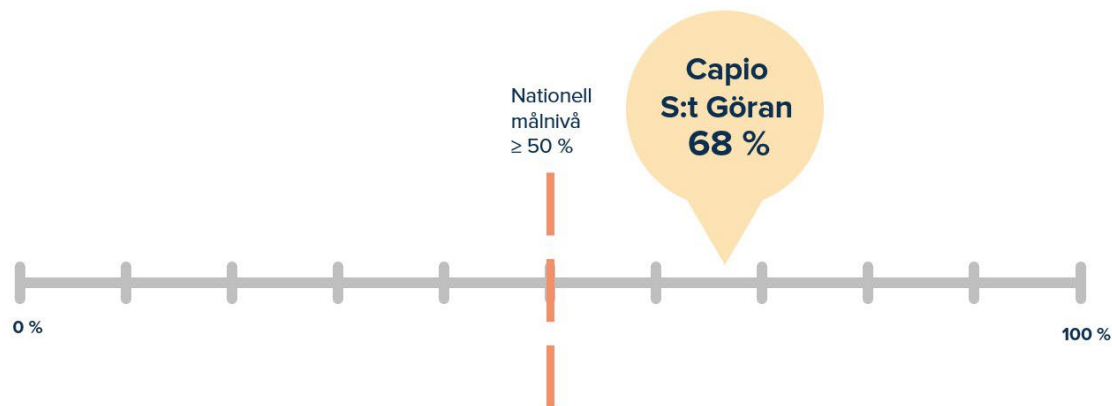 Nationell
målnivå
≥ 50 %
Capio
S:t Göran
68 %
0 %
100 %